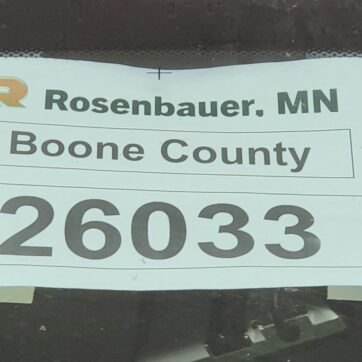 R Rosenbauer, MN
Boone County
26033